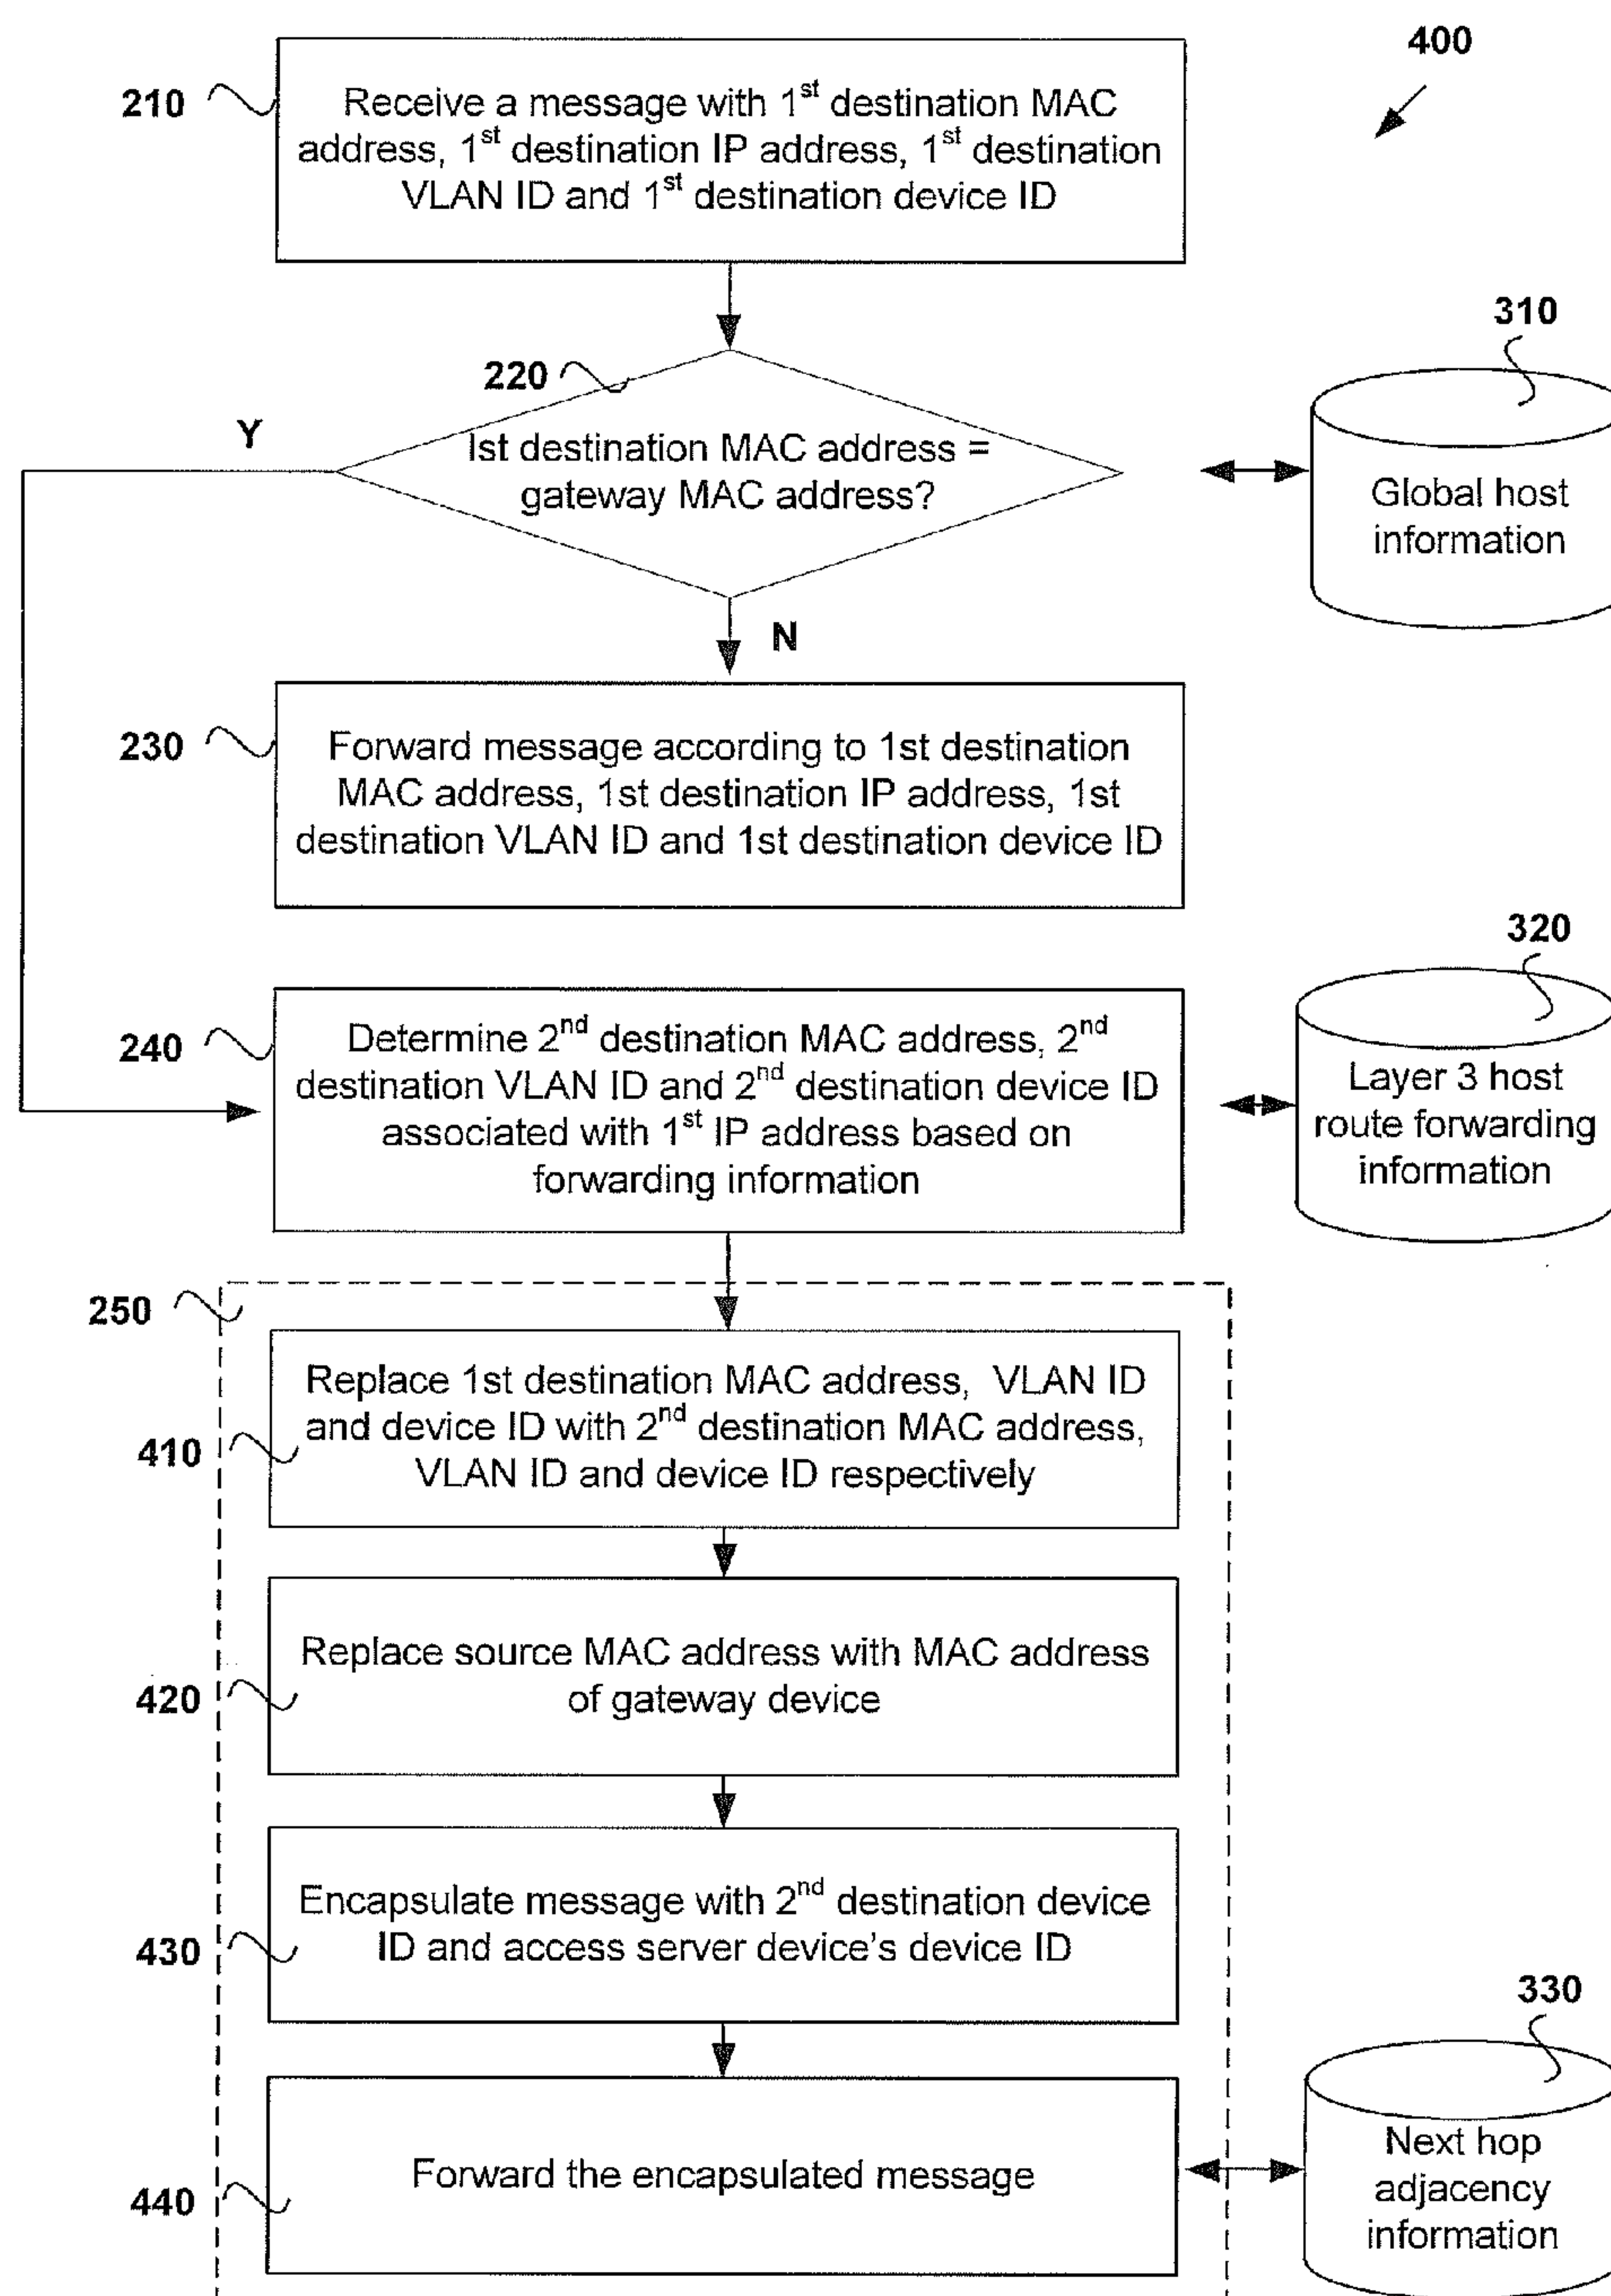 400
210
Receive a message with 1st destination MAC
address, 1st destination IP address, 1st destination
VLAN ID and 1st destination device ID
310
220
Y
Ist destination MAC address =
gateway MAC address?
Global host
information
N
230
Forward message according to 1st destination
MAC address, 1st destination IP address, 1st
destination VLAN ID and 1st destination device ID
320
240
Determine 2nd destination MAC address, 2nd
destination VLAN ID and 2nd destination device ID
associated with 1st IP address based on
forwarding information
Layer 3 host
route forwarding
information
250
410
Replace 1st destination MAC address, VLAN ID
and device ID with 2nd destination MAC address,
VLAN ID and device ID respectively
420
Replace source MAC address with MAC address
of gateway device
430
Encapsulate message with 2nd destination device
ID and access server device's device ID
330
440
Forward the encapsulated message
Next hop
adjacency
information